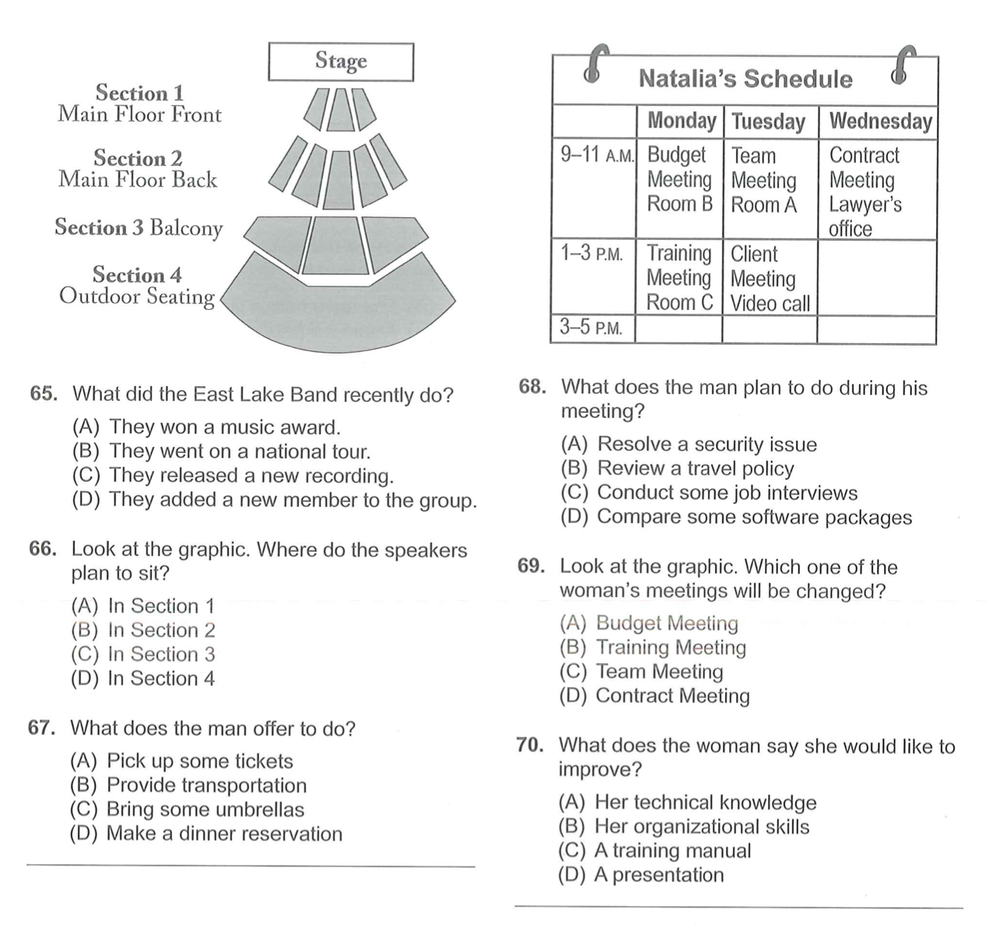 Stage
Section 1
Main Floor Front
Section 2
Main Floor Back
Section 3 Balcony
Section 4
Outdoor Seating
65. What did the East Lake Band recently do?
(A) They won a music award.
(B) They went on a national tour.
(C) They released a new recording.
(D) They added a new member to the group.
66. Look at the graphic. Where do the speakers
plan to sit?
(A) In Section 1
(B) In Section 2
(C) In Section 3
(D) In Section 4
67. What does the man offer to do?
(A) Pick up some tickets
(B) Provide transportation
(C) Bring some umbrellas
(D) Make a dinner reservation
Natalia's Schedule
Monday Tuesday Wednesday
9–11 A.M. Budget Team Contract
Meeting Meeting Meeting
Room B Room A Lawyer's
office
1–3 P.M. Training Client
Meeting Meeting
Room C Video call
3–5 P.M.
68. What does the man plan to do during his
meeting?
(A) Resolve a security issue
(B) Review a travel policy
(C) Conduct some job interviews
(D) Compare some software packages
69. Look at the graphic. Which one of the
woman's meetings will be changed?
(A) Budget Meeting
(B) Training Meeting
(C) Team Meeting
(D) Contract Meeting
70. What does the woman say she would like to
improve?
(A) Her technical knowledge
(B) Her organizational skills
(C) A training manual
(D) A presentation